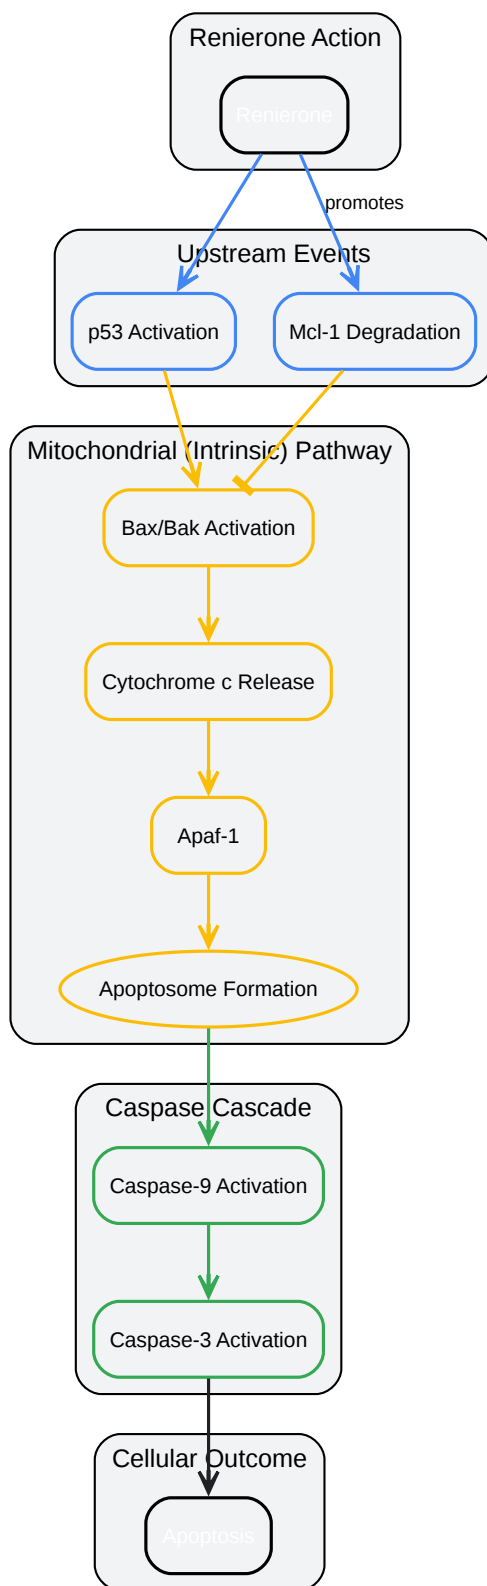 Renierone Action
Renierone
promotes
Upstream Events
p53 Activation
Mcl-1 Degradation
Mitochondrial (Intrinsic) Pathway
Bax/Bak Activation
Cytochrome c Release
Apaf-1
Apoptosome Formation
Caspase Cascade
Caspase-9 Activation
Caspase-3 Activation
Cellular Outcome
Apoptosis